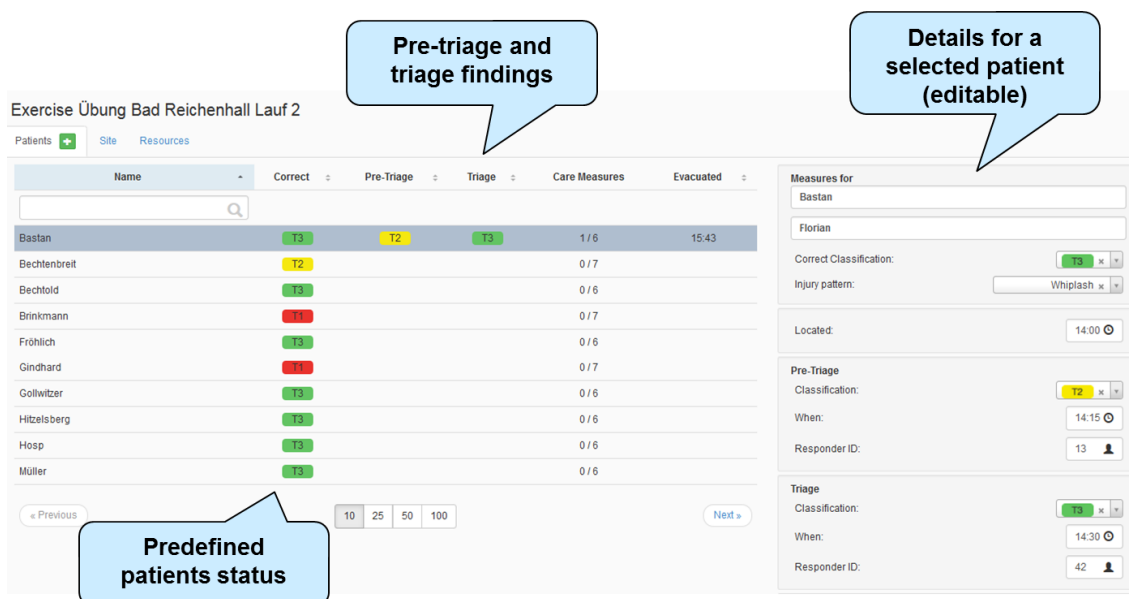 Pre-triage and
triage findings
Details for a
selected patient
(editable)
Exercise Übung Bad Reichenhall Lauf 2
Patients + Site Resources
Name Correct Pre-Triage Triage Care Measures Evacuated
Bastan T3 T2 T3 1 / 6 15:43
Bechtenbreit T2 0 / 7
Bechtold T3 0 / 6
Brinkmann T1 0 / 7
Fröhlich T3 0 / 6
Gindhard T1 0 / 7
Gollwitzer T3 0 / 6
Hitzelsberg T3 0 / 6
Hosp T3 0 / 6
Müller T3 0 / 6
« Previous 10 25 50 100 Next »
Predefined
patients status
Measures for
Bastan
Florian
Correct Classification: T3 ×
Injury pattern: Whiplash ×
Located: 14:00
Pre-Triage
Classification: T2 ×
When: 14:15
Responder ID: 13
Triage
Classification: T3 ×
When: 14:30
Responder ID: 42